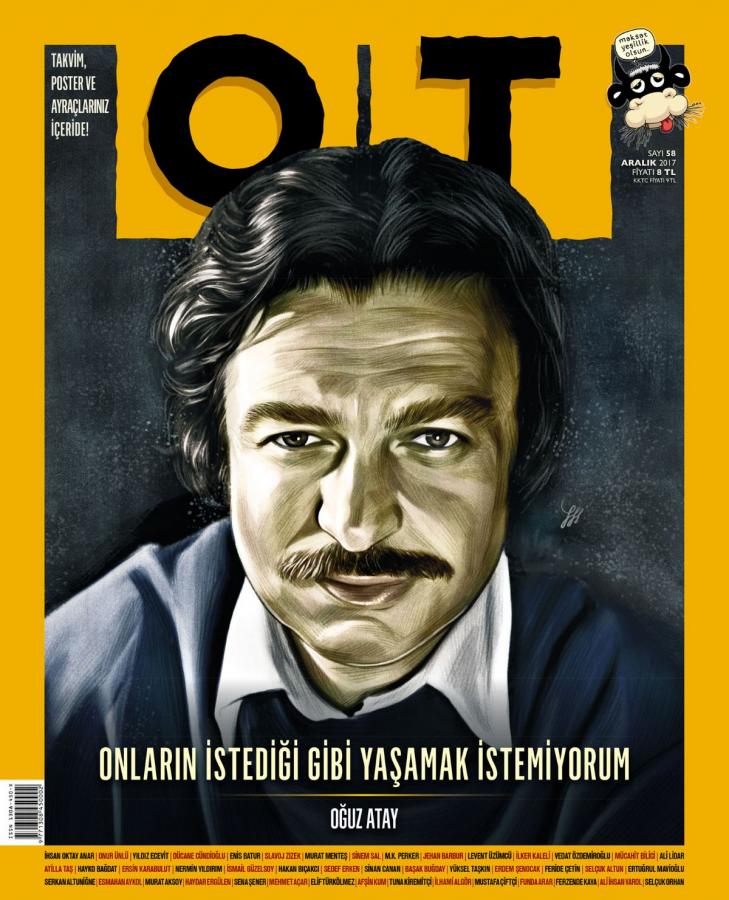 TAKVİM,
POSTER VE
AYRAÇLARINIZ
İÇERİDE!
OT
maksat
yeşillik
olsun..
SAYI 58
ARALIK 2017
FİYATI 8 TL
KKTC FİYATI 9 TL
ONLARIN İSTEDİĞİ GİBİ YAŞAMAK İSTEMİYORUM
OĞUZ ATAY
ISSN 1308-450-X
9771308450002
İHSAN OKTAY ANAR | ONUR ÜNLÜ | YILDIZ ECEVİT | DÜCANE CÜNDİOĞLU | ENİS BATUR | SLAVOJ ZIZEK | MURAT MENTEŞ | SİNEM SAL | M.K. PERKER | JEHAN BARBUR | LEVENT ÜZÜMCÜ | İLKER KALELİ | VEDAT ÖZDEMİROĞLU | MÜCAHİT BİLİCİ | ALİ LİDAR
ATİLLA TAŞ | HAYKO BAĞDAT | ERSİN KARABULUT | NERMİN YILDIRIM | İSMAİL GÜZELSOY | HAKAN BIÇAKCI | SEDEF ERKEN | SİNAN CANAN | BAŞAK BUĞDAY | YÜKSEL TAŞKIN | ERDEM ŞENOCAK | FERİDE ÇETİN | SELÇUK ALTUN | ERTUĞRUL MAVİOĞLU
SERKAN ALTUNİĞNE | ESMAHAN AYKOL | MURAT AKSOY | HAYDAR ERGÜLEN | SENA ŞENER | MEHMET AÇAR | ELİF TÜRKÖLMEZ | AFŞİN KUM | TUNA KİREMİTÇİ | İLHAMİ ALGÖR | MUSTAFA ÇİFTÇİ | FUNDA ARAR | FERZENDE KAYA | ALİ İHSAN VAROL | SELÇUK ORHAN